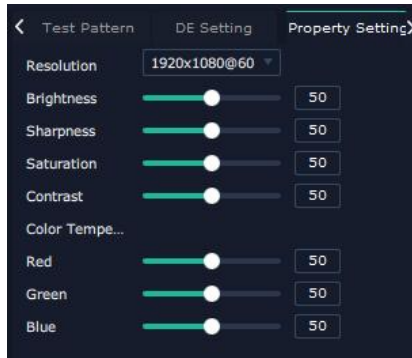 Test Pattern DE Setting Property Setting
Resolution 1920x1080@60
Brightness 50
Sharpness 50
Saturation 50
Contrast 50
Color Tempe...
Red 50
Green 50
Blue 50